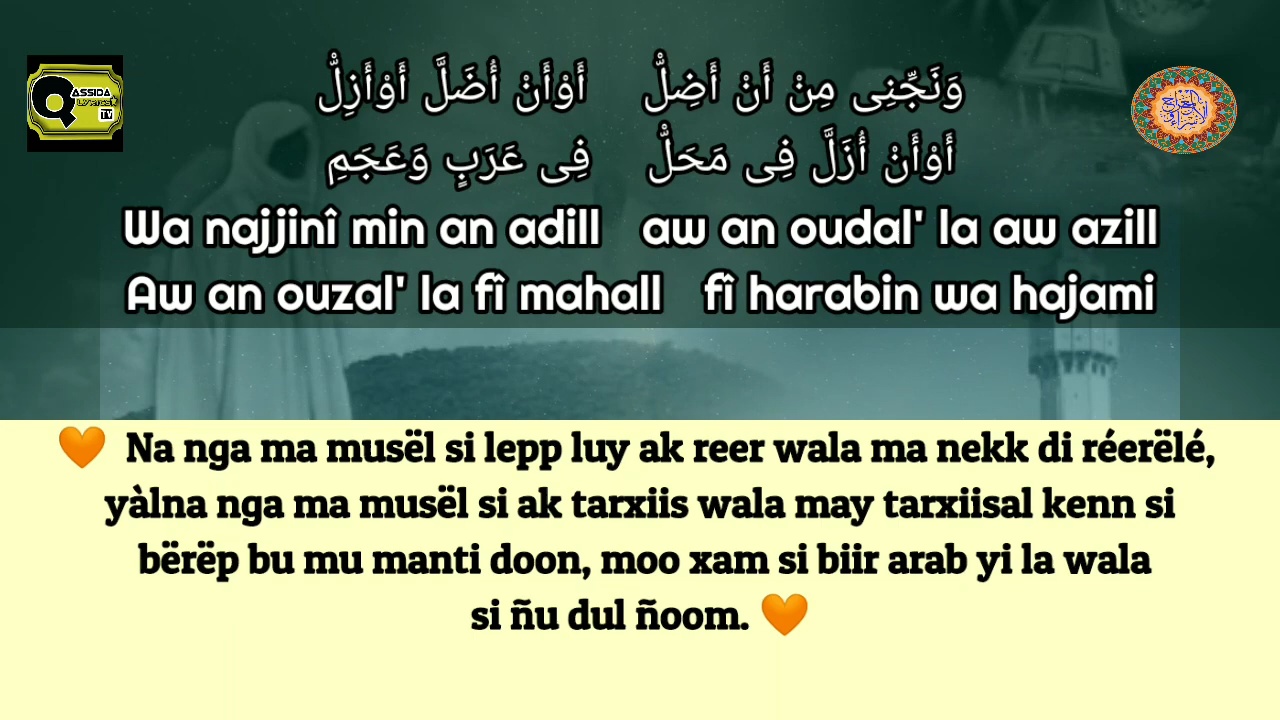 QASSIDA
Lyrics
TV
وَنَجِّنِى مِنْ أَنْ أَضِلْ أَوْأَنْ أُضَلَّ أَوْأَزِلْ
أَوْأَنْ أُزَلَّ فِى مَحَلْ فِى عَرَبٍ وَعَجَمِ
Wa najjinî min an adill aw an oudal' la aw azill
Aw an ouzal' la fî mahall fî harabin wa hajami
🧡 Na nga ma musël si lepp luy ak reer wala ma nekk di réerëlé,
yàlna nga ma musël si ak tarxiis wala may tarxiisal kenn si
bërëp bu mu manti doon, moo xam si biir arab yi la wala
si ñu dul ñoom. 🧡